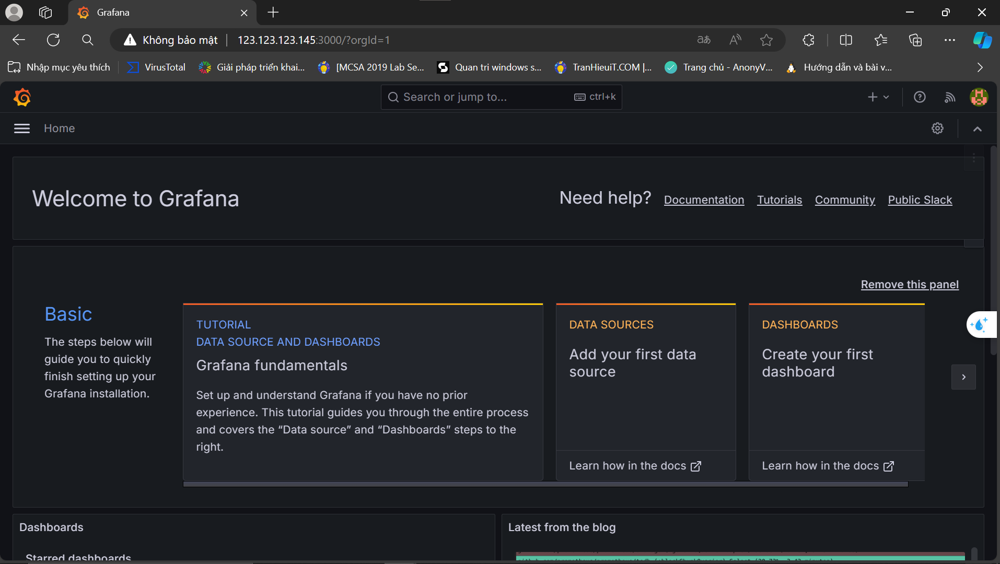 Grafana
Không bảo mật
123.123.123.145:3000/?orgId=1
Nhập mục yêu thích
VirusTotal
Giải pháp triển khai...
[MCSA 2019 Lab Se...
Quan tri windows s...
TranHieuiT.COM |...
Trang chủ - AnonyV...
Hướng dẫn và bài v...
Search or jump to...
ctrl+k
Home
Welcome to Grafana
Need help?
Documentation
Tutorials
Community
Public Slack
Remove this panel
Basic
The steps below will
guide you to quickly
finish setting up your
Grafana installation.
TUTORIAL
DATA SOURCE AND DASHBOARDS
Grafana fundamentals
Set up and understand Grafana if you have no prior
experience. This tutorial guides you through the entire process
and covers the “Data source” and “Dashboards” steps to the
right.
DATA SOURCES
Add your first data
source
Learn how in the docs
DASHBOARDS
Create your first
dashboard
Learn how in the docs
Dashboards
Starred dashboards
Latest from the blog